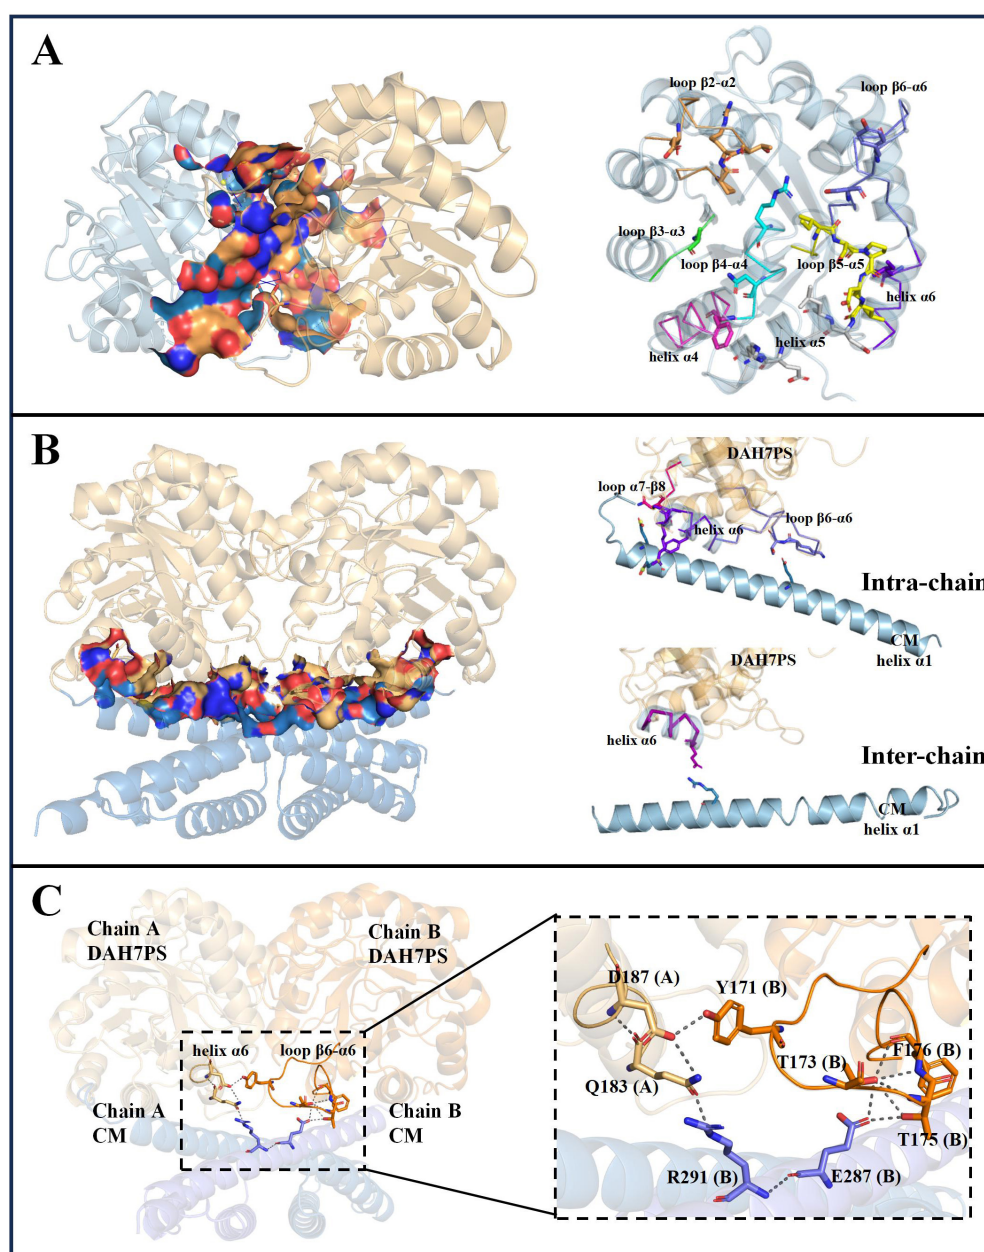 A
loop β2-α2
loop β6-α6
loop β3-α3
loop β4-α4
loop β5-α5
helix α6
helix α4
helix α5
B
DAH7PS
loop α7-β8
helix α6
loop β6-α6
Intra-chain
CM
helix α1
DAH7PS
helix α6
Inter-chain
CM
helix α1
C
Chain A
DAH7PS
Chain B
DAH7PS
helix α6
loop β6-α6
Chain A
CM
Chain B
CM
D187 (A)
Y171 (B)
T173 (B)
F176 (B)
Q183 (A)
T175 (B)
R291 (B)
E287 (B)